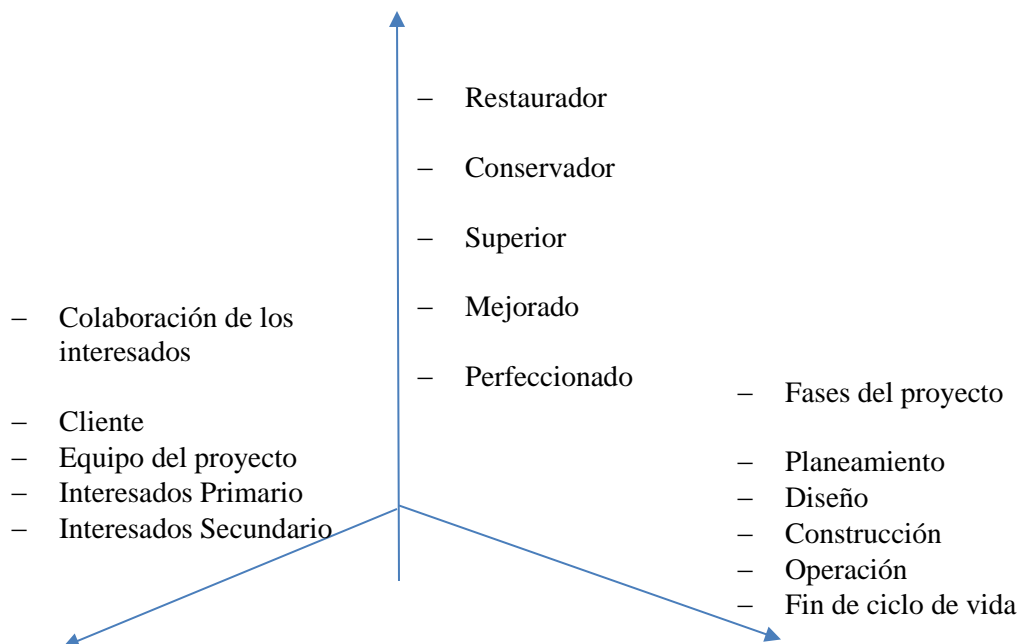 – Restaurador
– Conservador
– Superior
– Mejorado
– Perfeccionado
– Colaboración de los
interesados
– Cliente
– Equipo del proyecto
– Interesados Primario
– Interesados Secundario
– Fases del proyecto
– Planeamiento
– Diseño
– Construcción
– Operación
– Fin de ciclo de vida